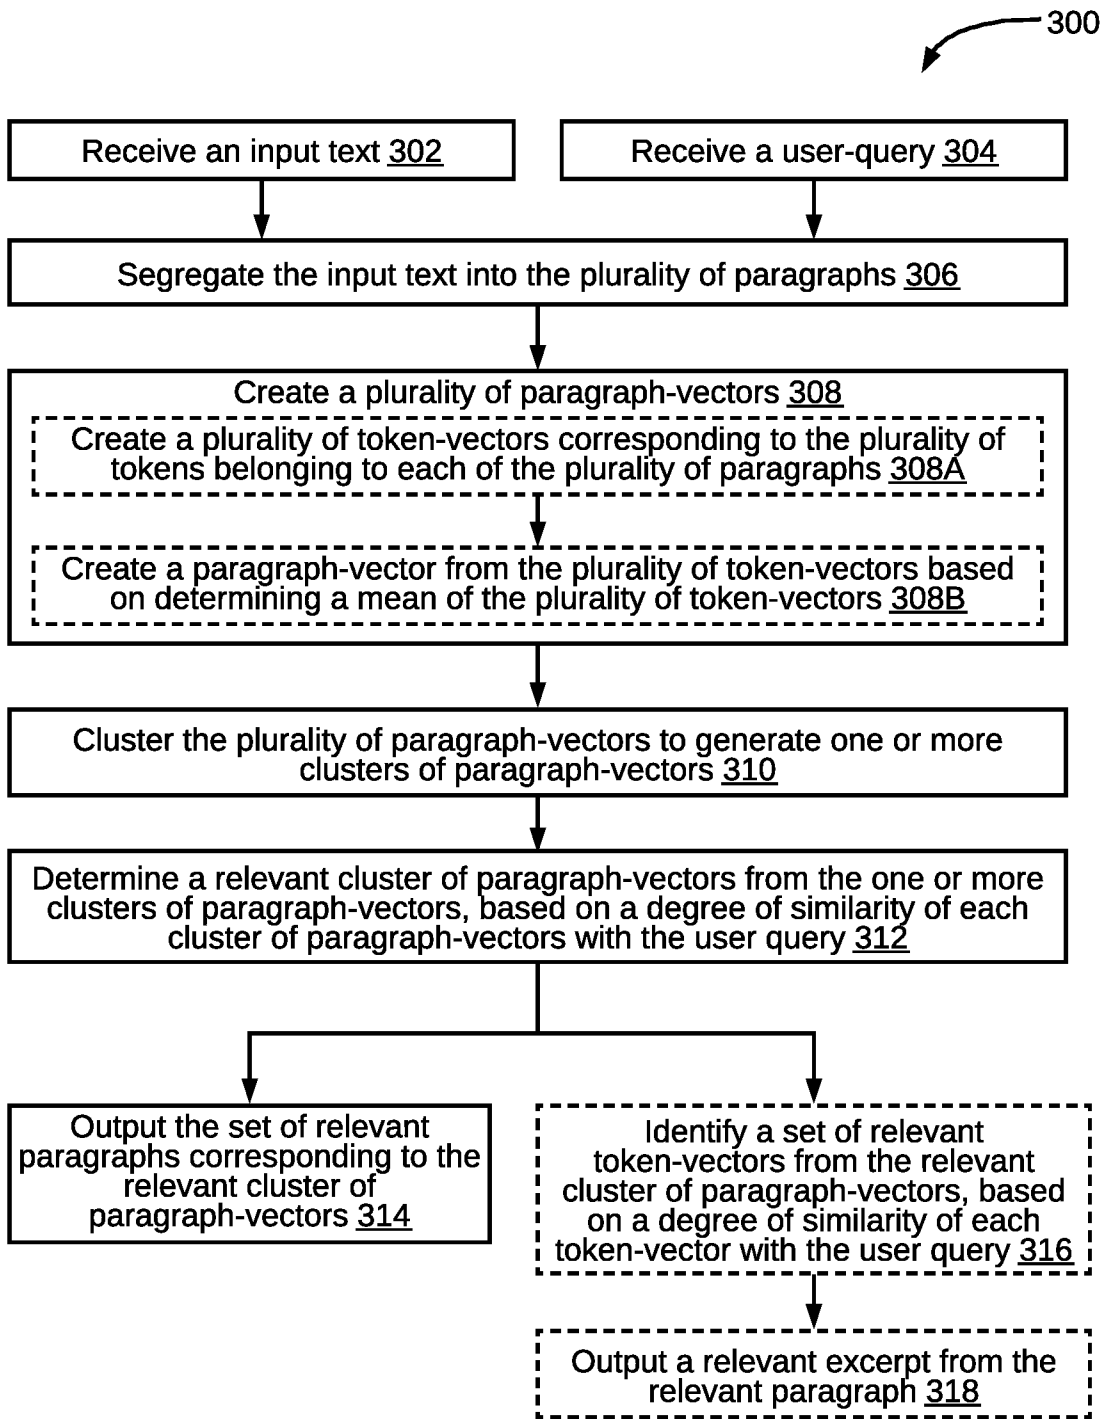 300
Receive an input text 302
Receive a user-query 304
Segregate the input text into the plurality of paragraphs 306
Create a plurality of paragraph-vectors 308
Create a plurality of token-vectors corresponding to the plurality of
tokens belonging to each of the plurality of paragraphs 308A
Create a paragraph-vector from the plurality of token-vectors based
on determining a mean of the plurality of token-vectors 308B
Cluster the plurality of paragraph-vectors to generate one or more
clusters of paragraph-vectors 310
Determine a relevant cluster of paragraph-vectors from the one or more
clusters of paragraph-vectors, based on a degree of similarity of each
cluster of paragraph-vectors with the user query 312
Output the set of relevant
paragraphs corresponding to the
relevant cluster of
paragraph-vectors 314
Identify a set of relevant
token-vectors from the relevant
cluster of paragraph-vectors, based
on a degree of similarity of each
token-vector with the user query 316
Output a relevant excerpt from the
relevant paragraph 318